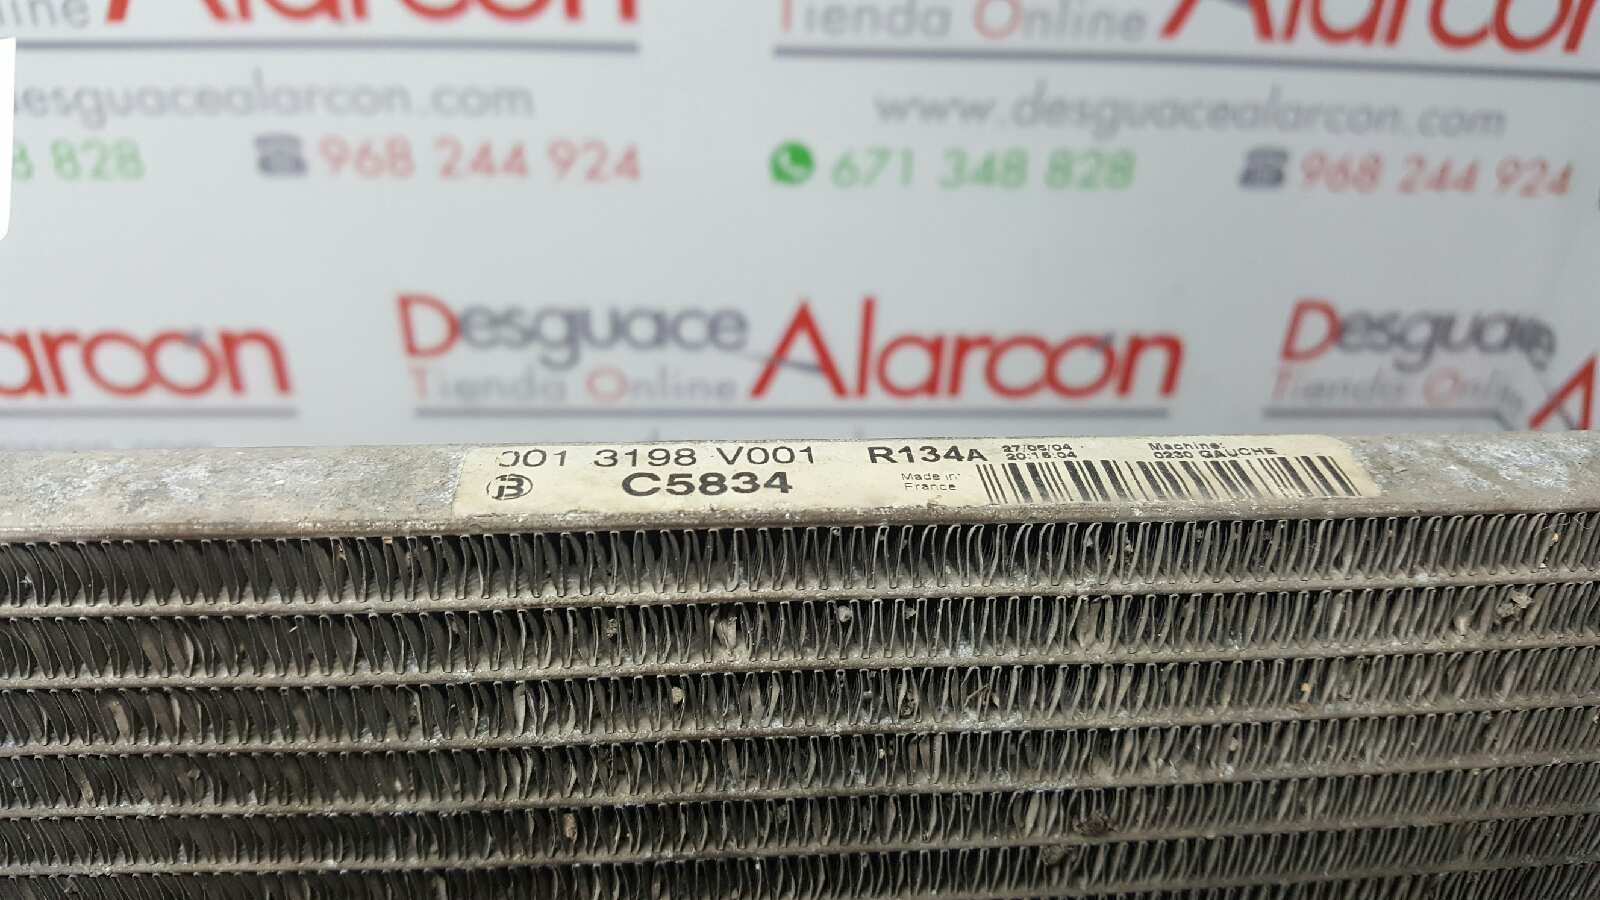 Tienda Online Alarcon
desguacealarcon.com
www.desguacealarcon.com
828
968 244 924
671 348 828
968 244 924
Alarcon
Desguace Alarcon
Tienda Online
Desguace
Tienda Online
001 3198 V001
R134A
27/05/04
20:15:04
Machine:
0230 GAUCHE
C5834
Made in
France